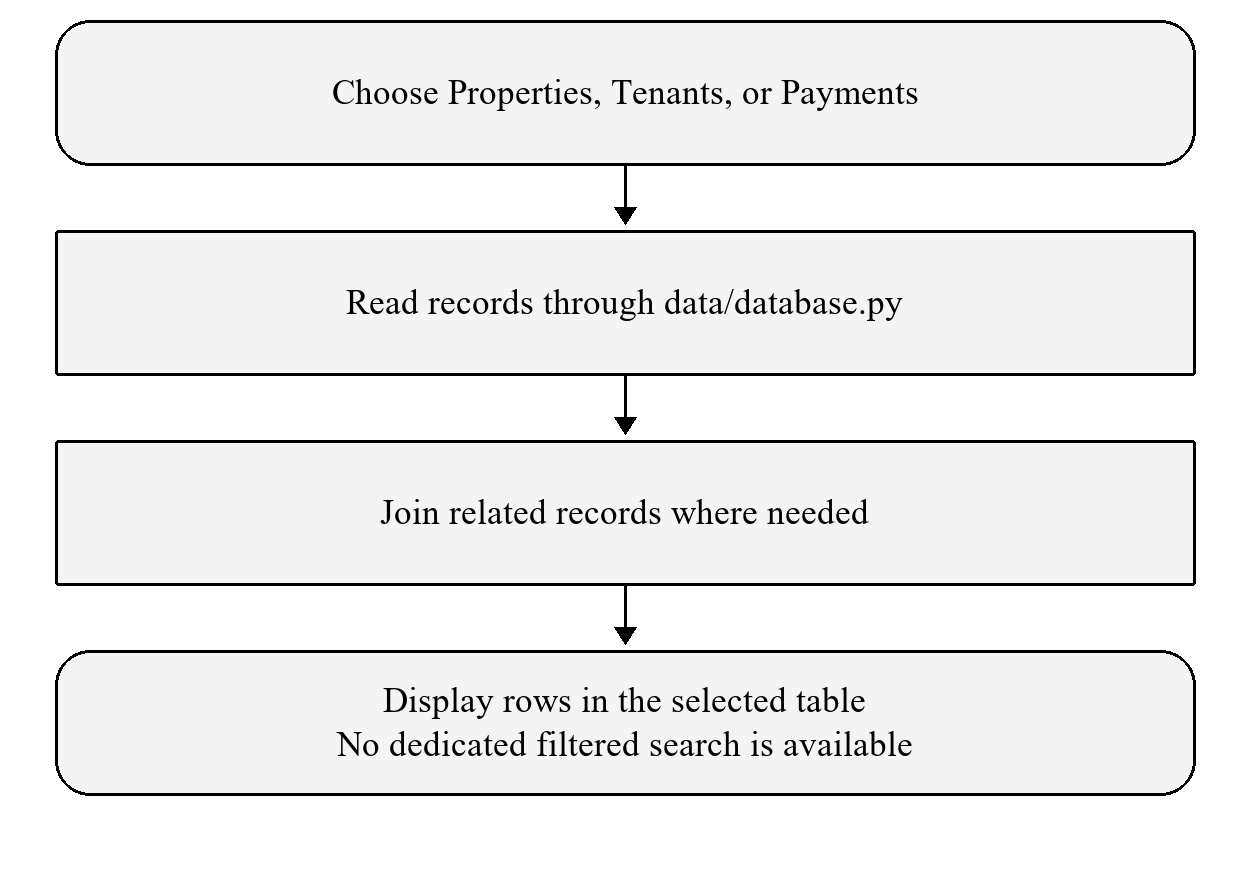 Choose Properties, Tenants, or Payments
Read records through data/database.py
Join related records where needed
Display rows in the selected table
No dedicated filtered search is available